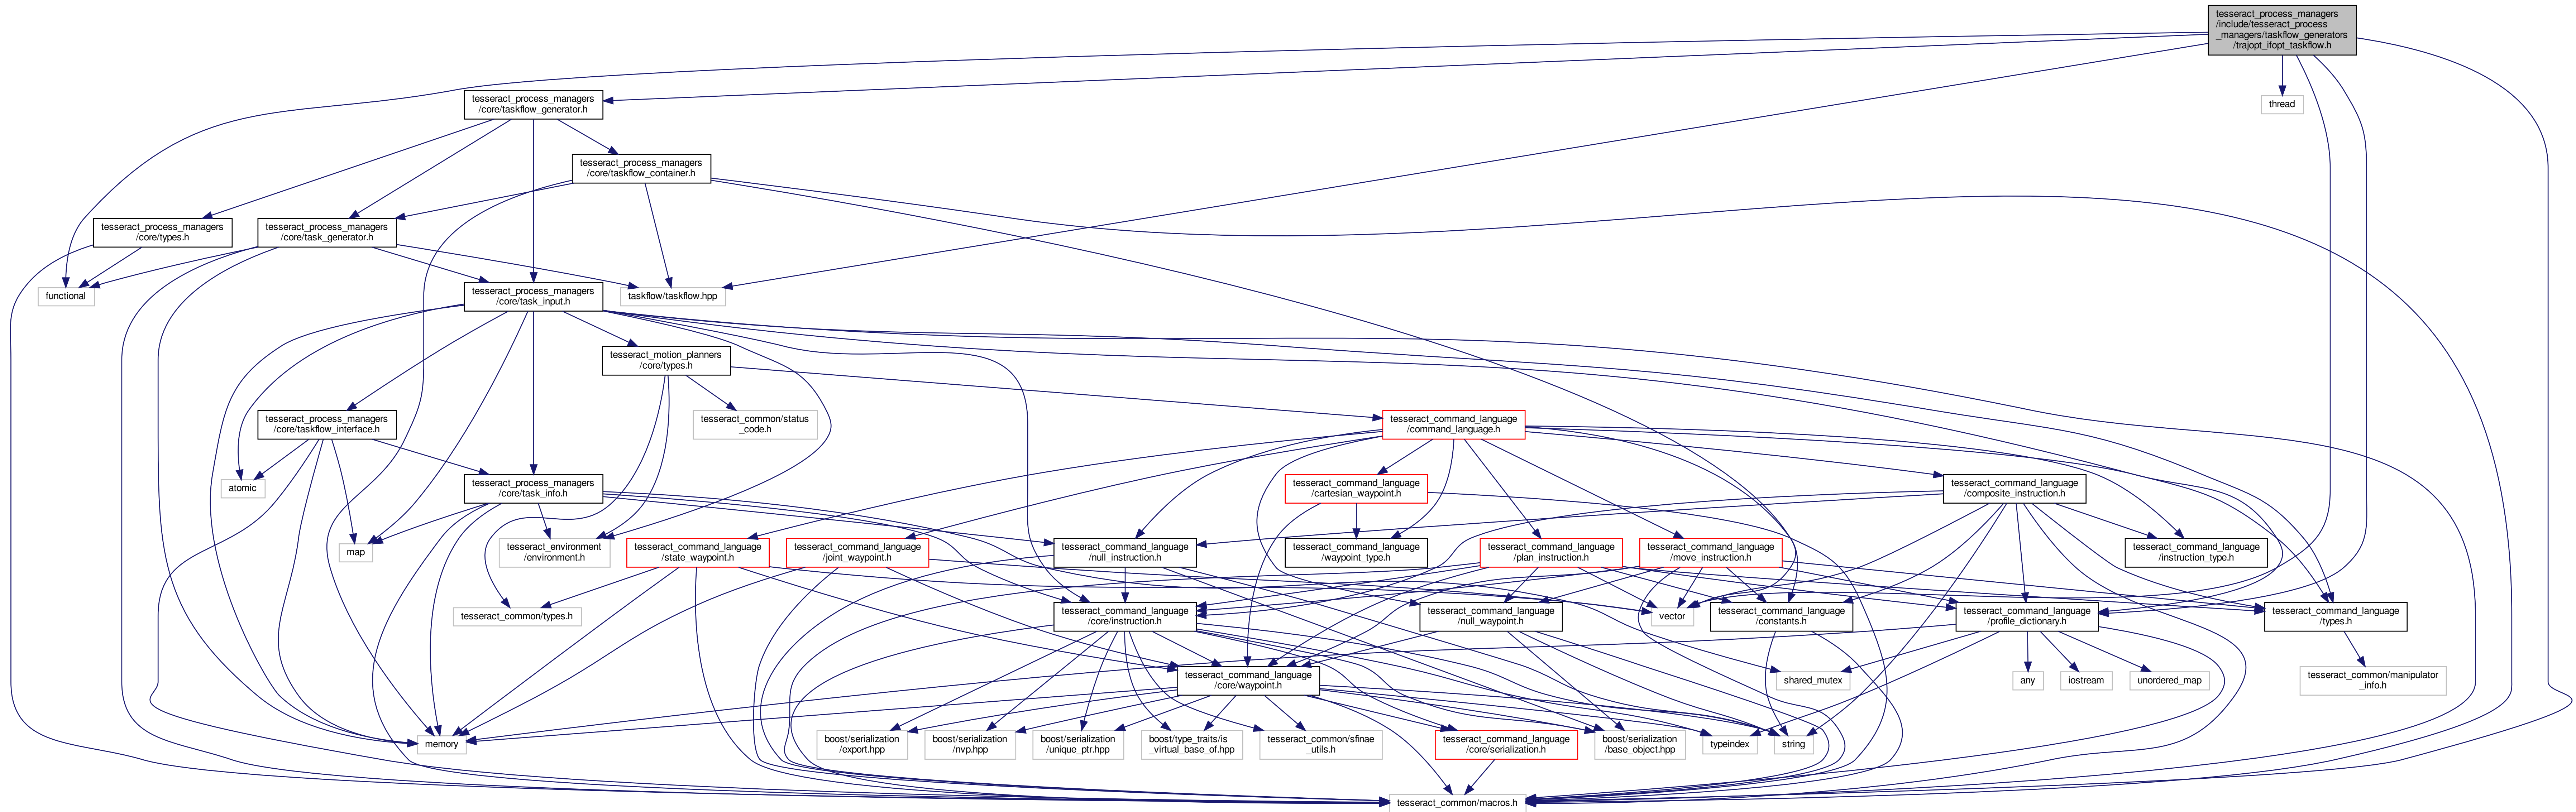 tesseract_process_managers
/include/tesseract_process
_managers/taskflow_generators
/trajopt_ifopt_taskflow.h
tesseract_process_managers
/core/taskflow_generator.h
thread
tesseract_process_managers
/core/taskflow_container.h
tesseract_process_managers
/core/types.h
tesseract_process_managers
/core/task_generator.h
functional
tesseract_process_managers
/core/task_input.h
taskflow/taskflow.hpp
tesseract_motion_planners
/core/types.h
tesseract_process_managers
/core/taskflow_interface.h
tesseract_common/status
_code.h
tesseract_command_language
/command_language.h
atomic
tesseract_process_managers
/core/task_info.h
tesseract_command_language
/cartesian_waypoint.h
tesseract_command_language
/composite_instruction.h
map
tesseract_environment
/environment.h
tesseract_command_language
/state_waypoint.h
tesseract_command_language
/joint_waypoint.h
tesseract_command_language
/null_instruction.h
tesseract_command_language
/waypoint_type.h
tesseract_command_language
/plan_instruction.h
tesseract_command_language
/move_instruction.h
tesseract_command_language
/instruction_type.h
tesseract_common/types.h
tesseract_command_language
/core/instruction.h
tesseract_command_language
/null_waypoint.h
vector
tesseract_command_language
/constants.h
tesseract_command_language
/profile_dictionary.h
tesseract_command_language
/types.h
tesseract_command_language
/core/waypoint.h
shared_mutex
any
iostream
unordered_map
tesseract_common/manipulator
_info.h
memory
boost/serialization
/export.hpp
boost/serialization
/nvp.hpp
boost/serialization
/unique_ptr.hpp
boost/type_traits/is
_virtual_base_of.hpp
tesseract_common/sfinae
_utils.h
tesseract_command_language
/core/serialization.h
boost/serialization
/base_object.hpp
typeindex
string
tesseract_common/macros.h